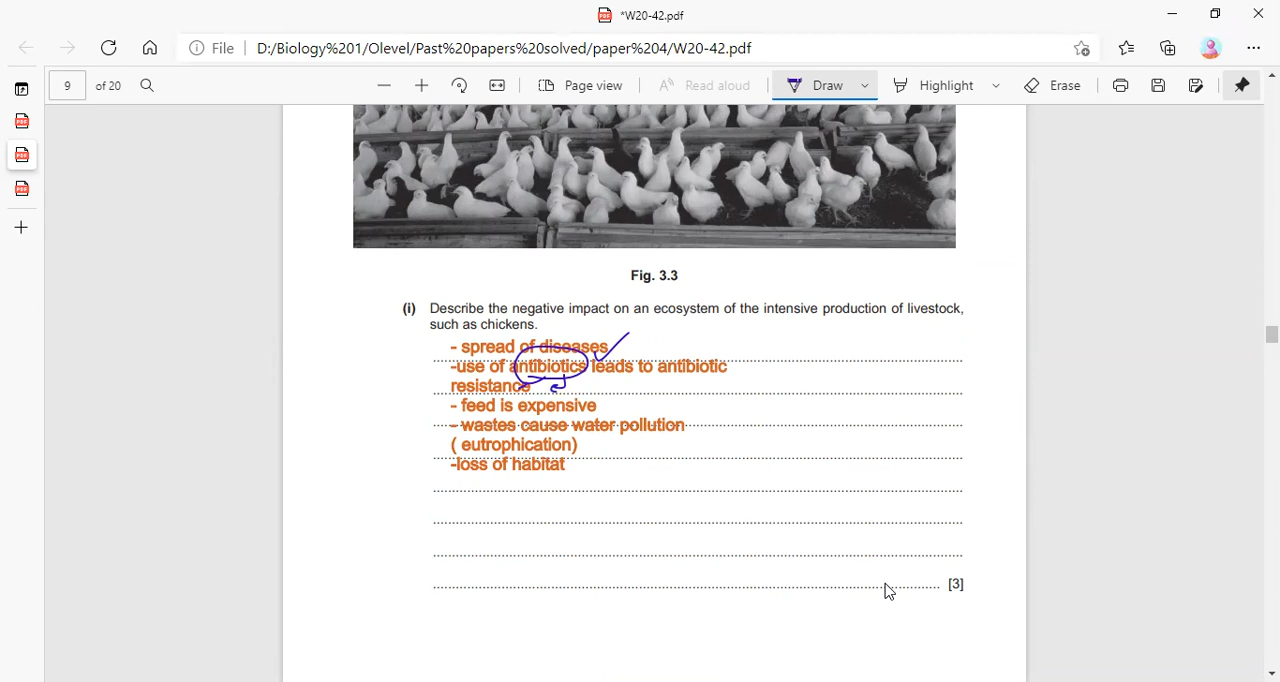 *W20-42.pdf
File
D:/Biology%201/Olevel/Past%20papers%20solved/paper%204/W20-42.pdf
9 of 20
Page view
Read aloud
Draw
Highlight
Erase
Fig. 3.3
(i) Describe the negative impact on an ecosystem of the intensive production of livestock,
such as chickens.
- spread of diseases
-use of antibiotics leads to antibiotic
resistance
- feed is expensive
- wastes cause water pollution
( eutrophication)
-loss of habitat
[3]